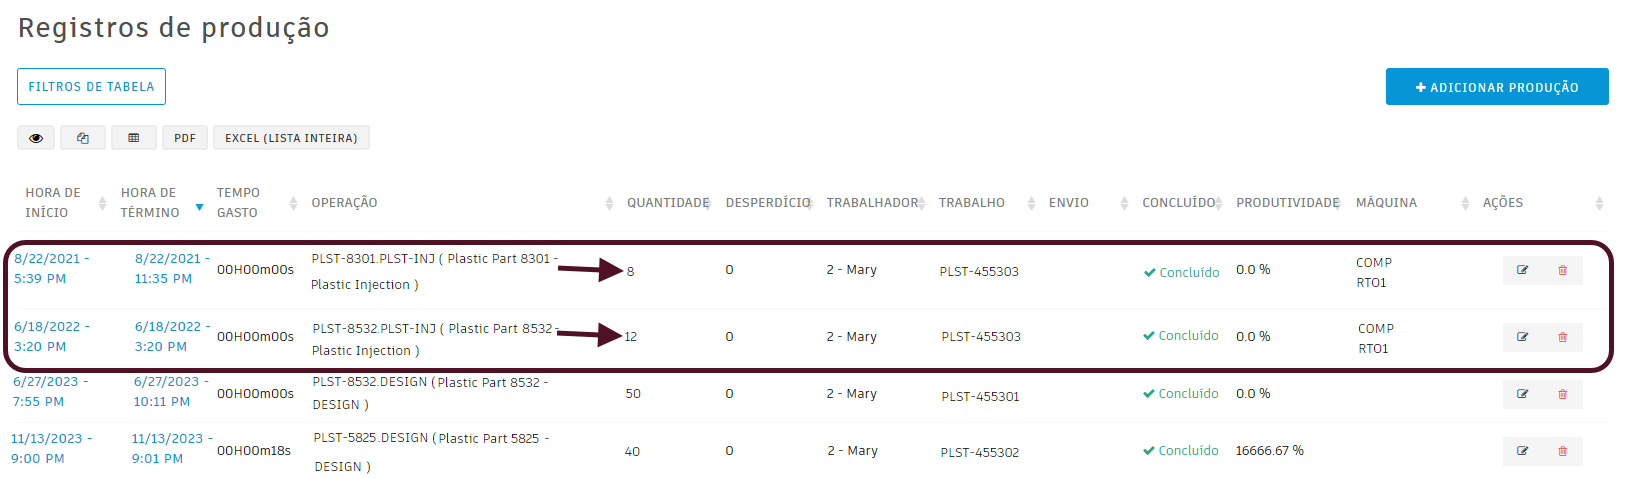 Registros de produção
FILTROS DE TABELA
ADICIONAR PRODUÇÃO
PDF
EXCEL (LISTA INTEIRA)
HORA DE INÍCIO HORA DE TÉRMINO TEMPO GASTO OPERAÇÃO QUANTIDADE DESPERDÍCIO TRABALHADOR TRABALHO ENVIO CONCLUÍDO PRODUTIVIDADE MÁQUINA AÇÕES
8/22/2021 - 8/22/2021 - PLST-8301.PLST-INJ ( Plastic Part 8301 - COMP
5:39 PM 11:35 PM 00H00m00s Plastic Injection ) 8 0 2 - Mary PLST-455303 Concluído 0.0 % RTO1
6/18/2022 - 6/18/2022 - PLST-8532.PLST-INJ ( Plastic Part 8532 - COMP
3:20 PM 3:20 PM 00H00m00s Plastic Injection ) 12 0 2 - Mary PLST-455303 Concluído 0.0 % RTO1
6/27/2023 - 6/27/2023 - PLST-8532.DESIGN ( Plastic Part 8532 -
7:55 PM 10:11 PM 00H00m00s DESIGN ) 50 0 2 - Mary PLST-455301 Concluído 0.0 %
11/13/2023 - 11/13/2023 - PLST-5825.DESIGN ( Plastic Part 5825 -
9:00 PM 9:01 PM 00H00m18s DESIGN ) 40 0 2 - Mary PLST-455302 Concluído 16666.67 %